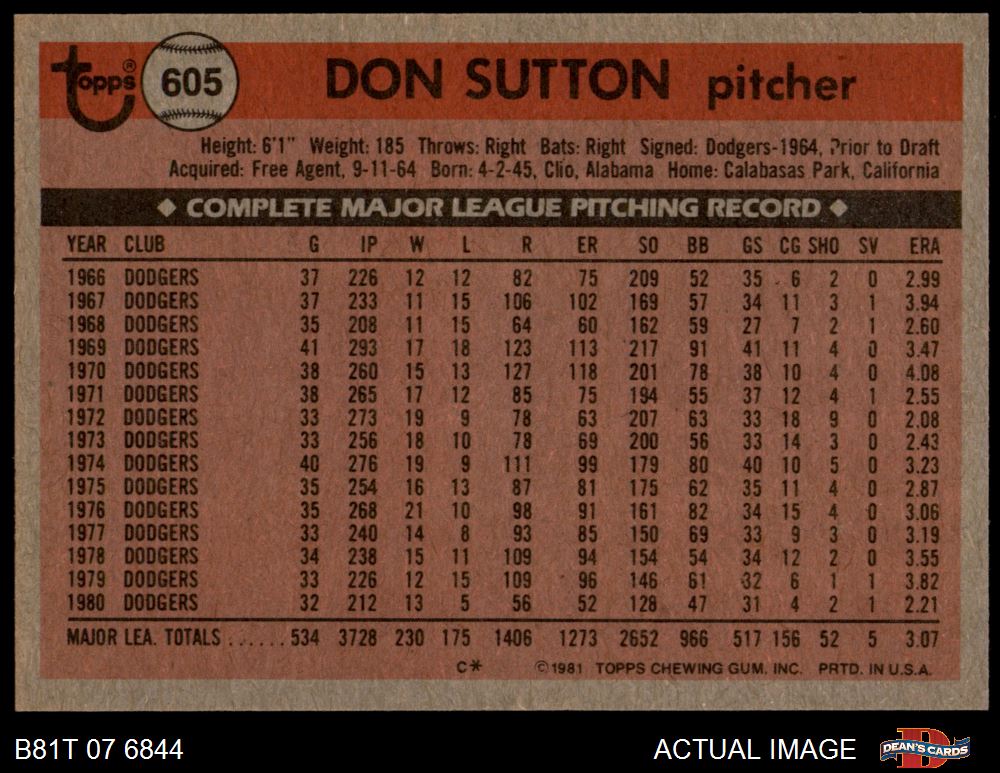 Topps® 605 DON SUTTON pitcher
Height: 6'1" Weight: 185 Throws: Right Bats: Right Signed: Dodgers-1964, Prior to Draft
Acquired: Free Agent, 9-11-64 Born: 4-2-45, Clio, Alabama Home: Calabasas Park, California
◆ COMPLETE MAJOR LEAGUE PITCHING RECORD ◆
YEAR CLUB G IP W L R ER SO BB GS CG SHO SV ERA
1966 DODGERS 37 226 12 12 82 75 209 52 35 6 2 0 2.99
1967 DODGERS 37 233 11 15 106 102 169 57 34 11 3 1 3.94
1968 DODGERS 35 208 11 15 64 60 162 59 27 7 2 1 2.60
1969 DODGERS 41 293 17 18 123 113 217 91 41 11 4 0 3.47
1970 DODGERS 38 260 15 13 127 118 201 78 38 10 4 0 4.08
1971 DODGERS 38 265 17 12 85 75 194 55 37 12 4 1 2.55
1972 DODGERS 33 273 19 9 78 63 207 63 33 18 9 0 2.08
1973 DODGERS 33 256 18 10 78 69 200 56 33 14 3 0 2.43
1974 DODGERS 40 276 19 9 111 99 179 80 40 10 5 0 3.23
1975 DODGERS 35 254 16 13 87 81 175 62 35 11 4 0 2.87
1976 DODGERS 35 268 21 10 98 91 161 82 34 15 4 0 3.06
1977 DODGERS 33 240 14 8 93 85 150 69 33 9 3 0 3.19
1978 DODGERS 34 238 15 11 109 94 154 54 34 12 2 0 3.55
1979 DODGERS 33 226 12 15 109 96 146 61 32 6 1 1 3.82
1980 DODGERS 32 212 13 5 56 52 128 47 31 4 2 1 2.21
MAJOR LEA. TOTALS ...... 534 3728 230 175 1406 1273 2652 966 517 156 52 5 3.07
C* ©1981 TOPPS CHEWING GUM. INC. PRTD. IN U.S.A.
B81T 07 6844 ACTUAL IMAGE DEAN'S CARDS